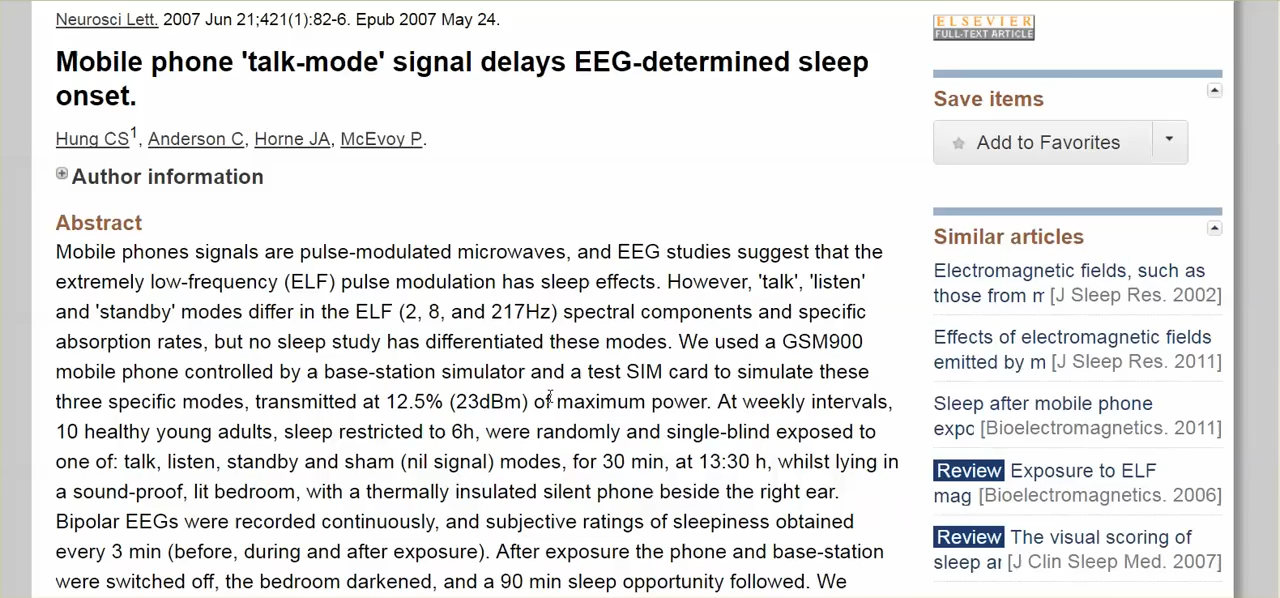 Neurosci Lett. 2007 Jun 21;421(1):82-6. Epub 2007 May 24.
Mobile phone 'talk-mode' signal delays EEG-determined sleep
onset.
Hung CS1, Anderson C, Horne JA, McEvoy P.
Author information
Abstract
Mobile phones signals are pulse-modulated microwaves, and EEG studies suggest that the
extremely low-frequency (ELF) pulse modulation has sleep effects. However, 'talk', 'listen'
and 'standby' modes differ in the ELF (2, 8, and 217Hz) spectral components and specific
absorption rates, but no sleep study has differentiated these modes. We used a GSM900
mobile phone controlled by a base-station simulator and a test SIM card to simulate these
three specific modes, transmitted at 12.5% (23dBm) of maximum power. At weekly intervals,
10 healthy young adults, sleep restricted to 6h, were randomly and single-blind exposed to
one of: talk, listen, standby and sham (nil signal) modes, for 30 min, at 13:30 h, whilst lying in
a sound-proof, lit bedroom, with a thermally insulated silent phone beside the right ear.
Bipolar EEGs were recorded continuously, and subjective ratings of sleepiness obtained
every 3 min (before, during and after exposure). After exposure the phone and base-station
were switched off, the bedroom darkened, and a 90 min sleep opportunity followed. We
ELSEVIER
FULL-TEXT ARTICLE
Save items
Add to Favorites
Similar articles
Electromagnetic fields, such as
those from m [J Sleep Res. 2002]
Effects of electromagnetic fields
emitted by m [J Sleep Res. 2011]
Sleep after mobile phone
expc [Bioelectromagnetics. 2011]
Review Exposure to ELF
mag [Bioelectromagnetics. 2006]
Review The visual scoring of
sleep ar [J Clin Sleep Med. 2007]